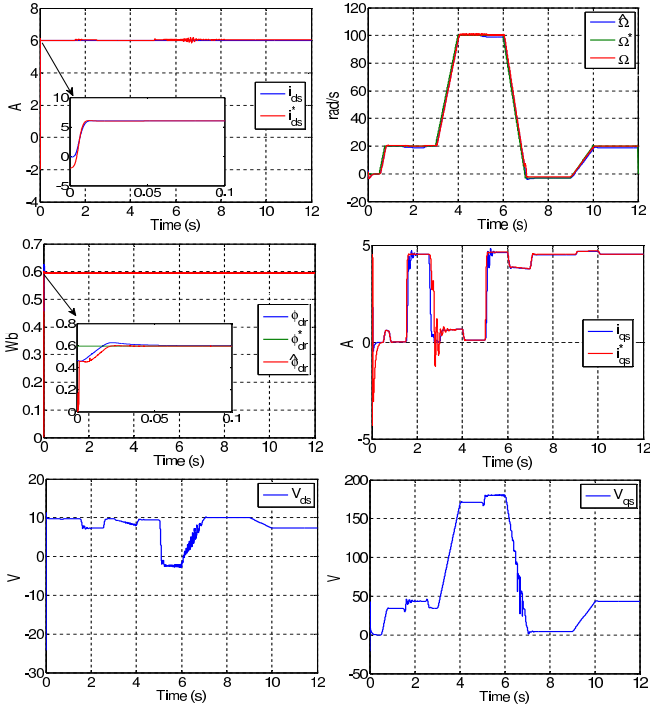 10
8
6
4
2
0
-2
-4
A
i_ds
i*_ds
10
5
0
-5
0
0.05
0.1
0 2 4 6 8 10 12
Time (s)
120
100
80
60
40
20
0
-20
rad/s
Ω̂
Ω*
Ω
0 2 4 6 8 10 12
Time (s)
0.7
0.6
0.5
0.4
0.3
0.2
0.1
0
Wb
ϕ_dr
ϕ*_dr
ϕ̂_dr
0.8
0.6
0.4
0.2
0
0
0.05
0.1
0 2 4 6 8 10 12
Time (s)
5
0
-5
A
i_qs
i*_qs
0 2 4 6 8 10 12
Time (s)
20
10
0
-10
-20
-30
V
V_ds
0 2 4 6 8 10 12
Time (s)
200
150
100
50
0
-50
V
V_qs
0 2 4 6 8 10 12
Time (s)